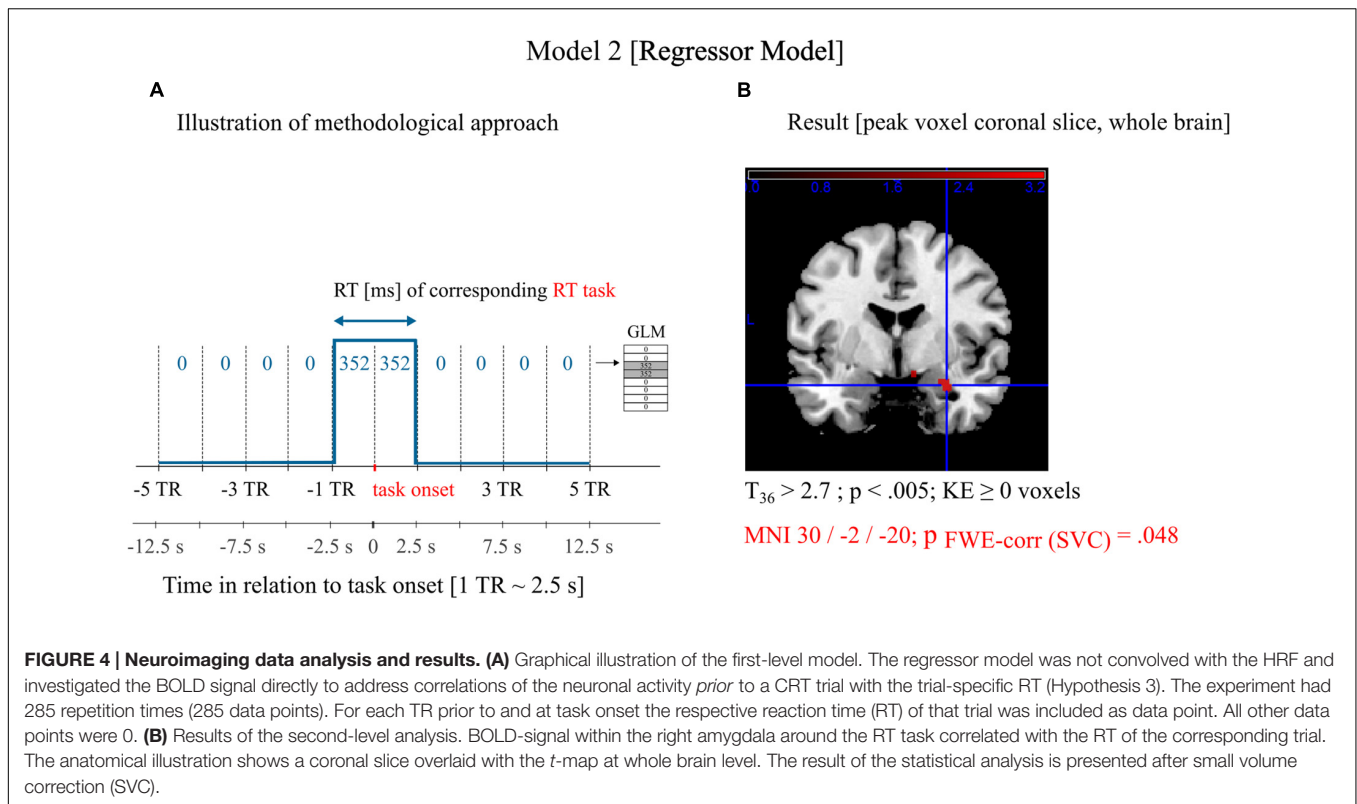 Model 2 [Regressor Model]
A
Illustration of methodological approach
RT [ms] of corresponding RT task
GLM
0 0 0 0 352 352 0 0 0 0
0
0
352
352
0
0
0
0
0
-5 TR -3 TR -1 TR task onset 3 TR 5 TR
-12.5 s -7.5 s -2.5 s 0 2.5 s 7.5 s 12.5 s
Time in relation to task onset [1 TR ~ 2.5 s]
B
Result [peak voxel coronal slice, whole brain]
0 0.8 1.6 2.4 3.2
L
T36 > 2.7 ; p < .005; KE ≥ 0 voxels
MNI 30 / -2 / -20; p FWE-corr (SVC) = .048
FIGURE 4 | Neuroimaging data analysis and results. (A) Graphical illustration of the first-level model. The regressor model was not convolved with the HRF and
investigated the BOLD signal directly to address correlations of the neuronal activity prior to a CRT trial with the trial-specific RT (Hypothesis 3). The experiment had
285 repetition times (285 data points). For each TR prior to and at task onset the respective reaction time (RT) of that trial was included as data point. All other data
points were 0. (B) Results of the second-level analysis. BOLD-signal within the right amygdala around the RT task correlated with the RT of the corresponding trial.
The anatomical illustration shows a coronal slice overlaid with the t-map at whole brain level. The result of the statistical analysis is presented after small volume
correction (SVC).